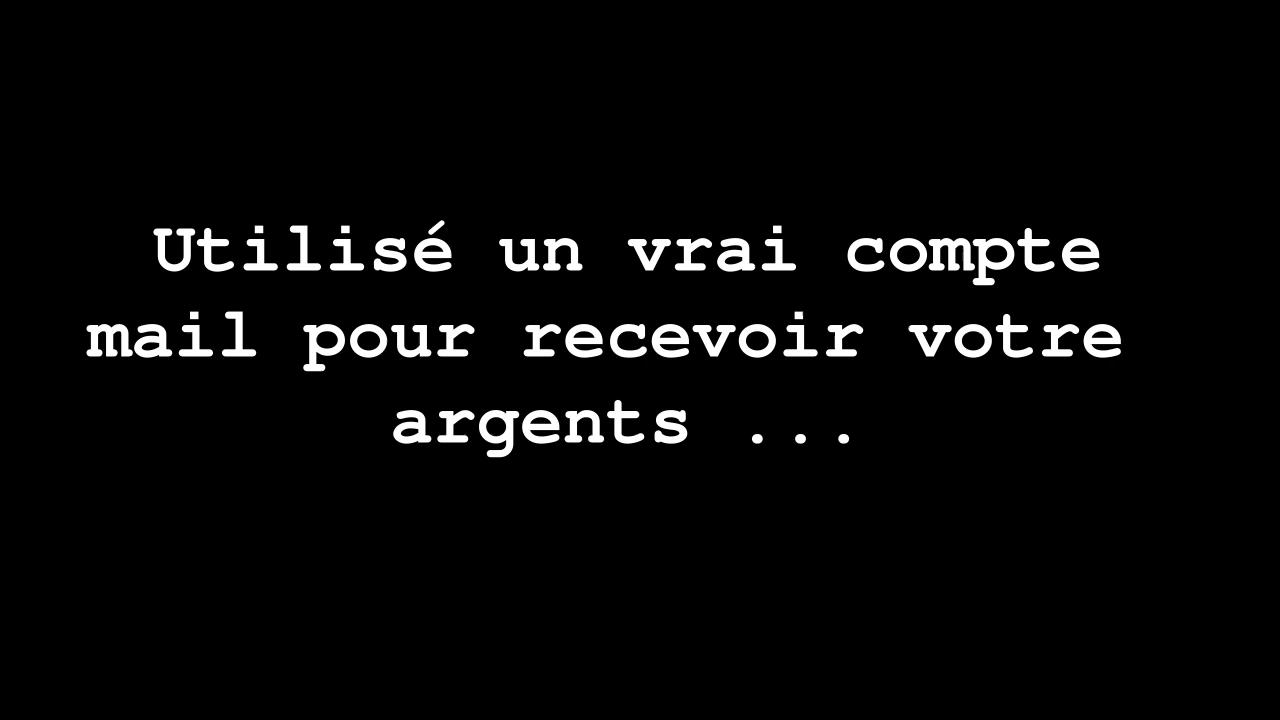 Utilisé un vrai compte
mail pour recevoir votre
argents ...